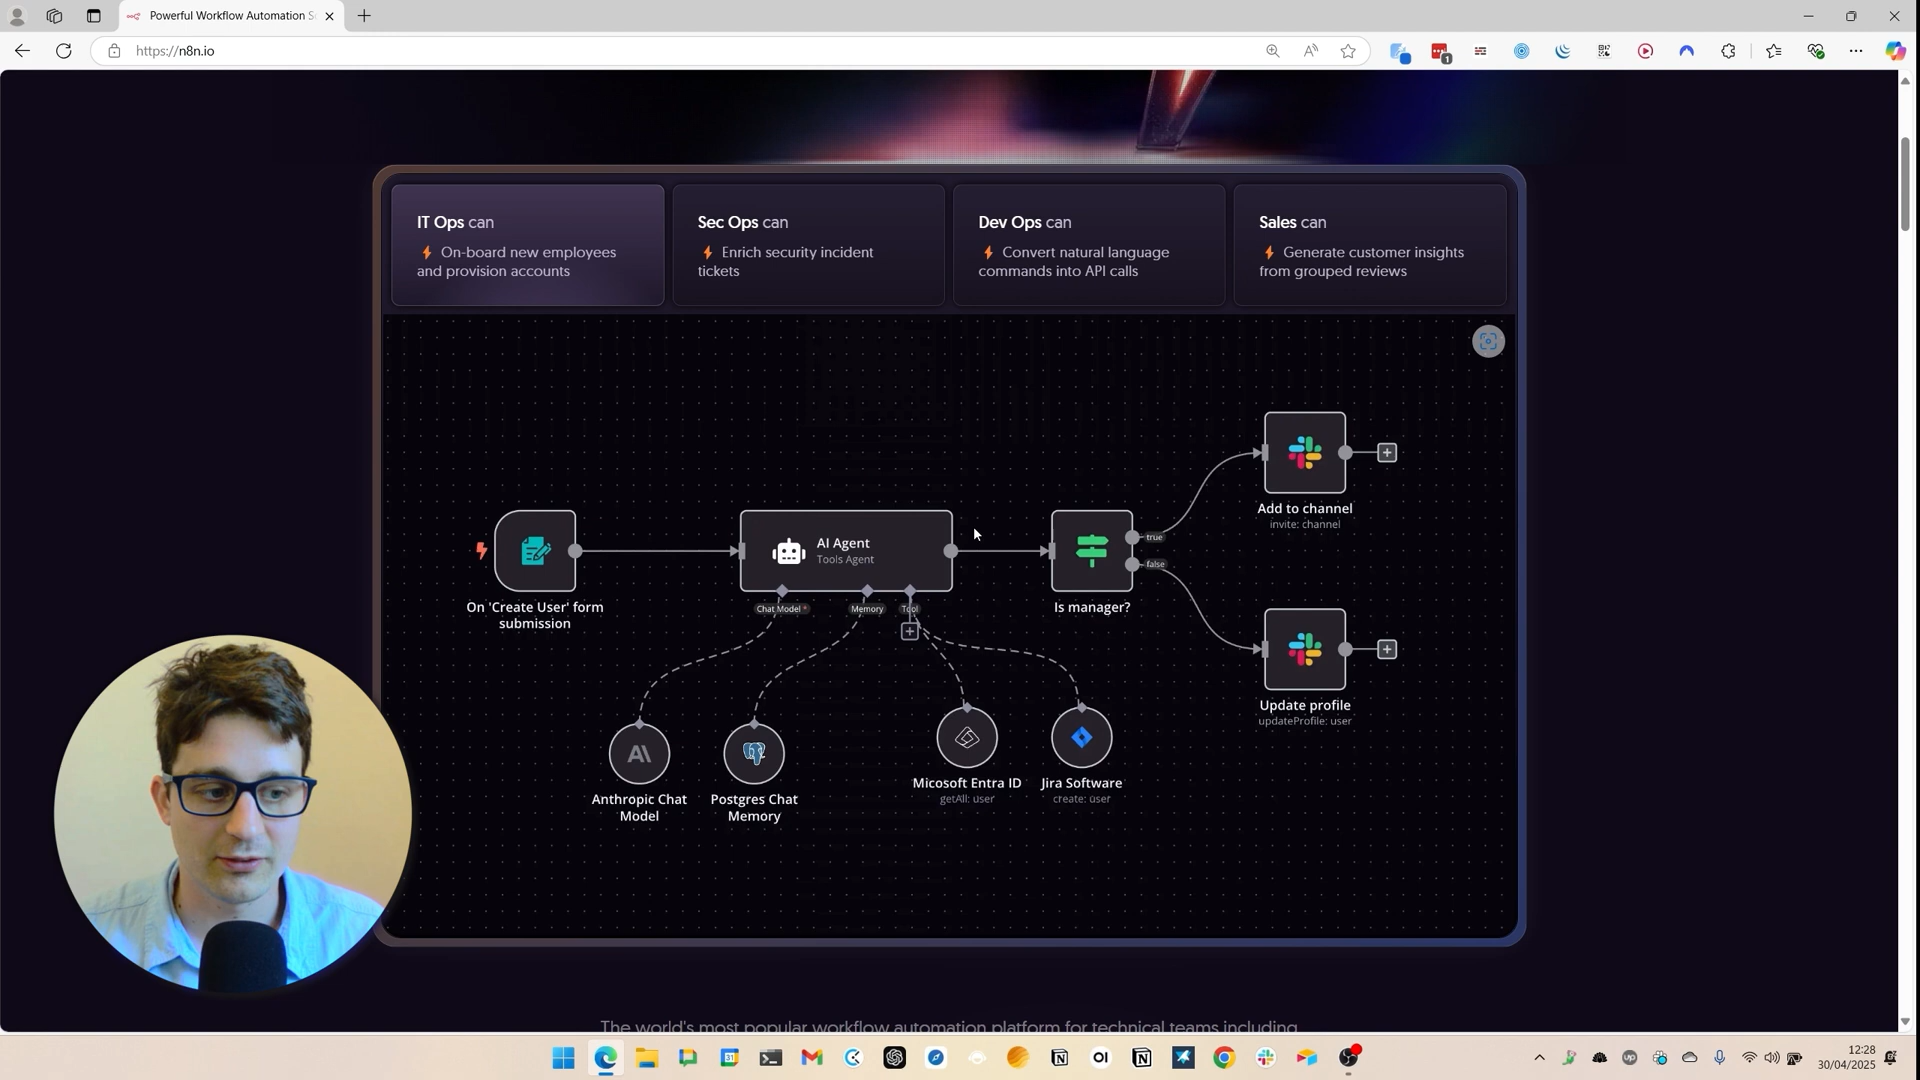 Powerful Workflow Automation S
https://n8n.io
1
IT Ops can
On-board new employees
and provision accounts
Sec Ops can
Enrich security incident
tickets
Dev Ops can
Convert natural language
commands into API calls
Sales can
Generate customer insights
from grouped reviews
On 'Create User' form
submission
AI Agent
Tools Agent
Chat Model *
Memory
Tool
Anthropic Chat
Model
Postgres Chat
Memory
Micosoft Entra ID
getAll: user
Jira Software
create: user
Is manager?
true
false
Add to channel
invite: channel
Update profile
updateProfile: user
The world's most popular workflow automation platform for technical teams including
12:28
30/04/2025